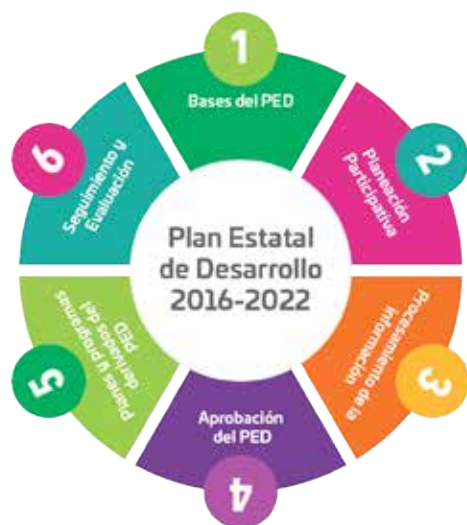 Plan Estatal
de Desarrollo
2016-2022
1
Bases del PED
2
Planeación
Participativa
3
Procesamiento de la
información
4
Aprobación
del PED
5
Planes y programas
derivados del
PED
6
Seguimiento y
Evaluación